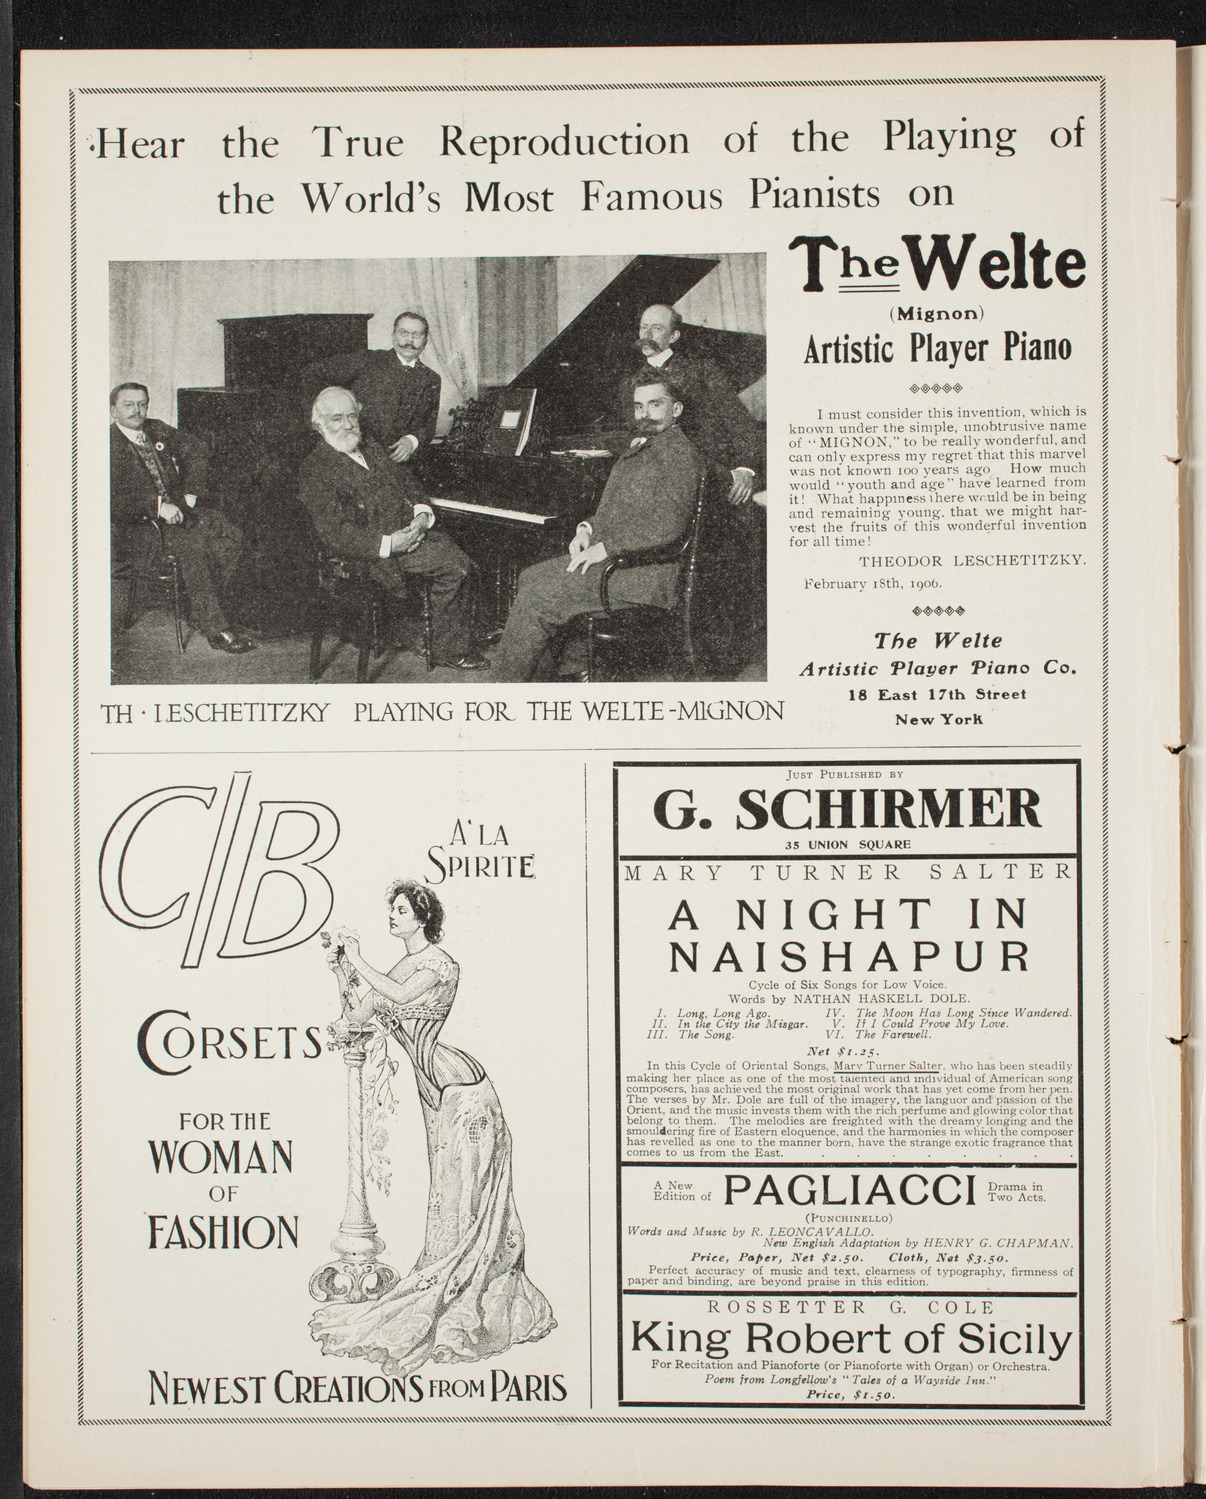 Hear the True Reproduction of the Playing of
the World's Most Famous Pianists on
The Welte
(Mignon)
Artistic Player Piano
I must consider this invention, which is
known under the simple, unobtrusive name
of "MIGNON," to be really wonderful, and
can only express my regret that this marvel
was not known 100 years ago How much
would "youth and age" have learned from
it! What happiness there would be in being
and remaining young, that we might har-
vest the fruits of this wonderful invention
for all time!
THEODOR LESCHETITZKY.
February 18th, 1906.
The Welte
Artistic Player Piano Co.
18 East 17th Street
New York
TH · LESCHETITZKY PLAYING FOR THE WELTE-MIGNON
C/B
A' LA
SPIRITE
CORSETS
FOR THE
WOMAN
OF
FASHION
NEWEST CREATIONS FROM PARIS
JUST PUBLISHED BY
G. SCHIRMER
35 UNION SQUARE
MARY TURNER SALTER
A NIGHT IN
NAISHAPUR
Cycle of Six Songs for Low Voice.
Words by NATHAN HASKELL DOLE.
I. Long, Long Ago. IV. The Moon Has Long Since Wandered.
II. In the City the Misgar. V. If I Could Prove My Love.
III. The Song. VI. The Farewell.
Net $1.25.
In this Cycle of Oriental Songs, Mary Turner Salter, who has been steadily
making her place as one of the most talented and individual of American song
composers, has achieved the most original work that has yet come from her pen.
The verses by Mr. Dole are full of the imagery, the languor and passion of the
Orient, and the music invests them with the rich perfume and glowing color that
belong to them. The melodies are freighted with the dreamy longing and the
smouldering fire of Eastern eloquence, and the harmonies in which the composer
has revelled as one to the manner born, have the strange exotic fragrance that
comes to us from the East. . . . . . . .
A New
Edition of PAGLIACCI Drama in
Two Acts.
(PUNCHINELLO)
Words and Music by R. LEONCAVALLO.
New English Adaptation by HENRY G. CHAPMAN.
Price, Paper, Net $2.50. Cloth, Net $3.50.
Perfect accuracy of music and text, clearness of typography, firmness of
paper and binding, are beyond praise in this edition.
ROSSETTER G. COLE
King Robert of Sicily
For Recitation and Pianoforte (or Pianoforte with Organ) or Orchestra.
Poem from Longfellow's "Tales of a Wayside Inn."
Price, $1.50.